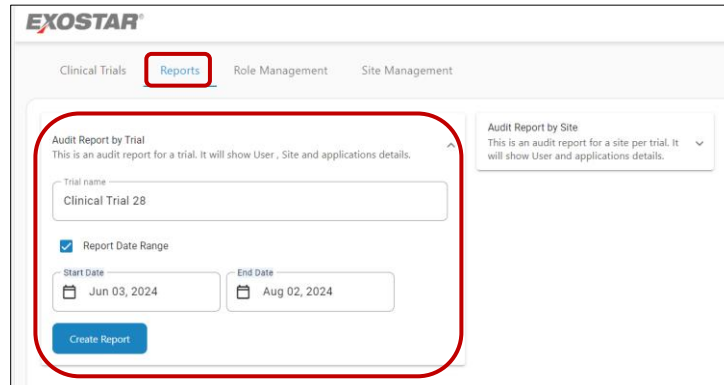 EXOSTAR®
Clinical Trials Reports Role Management Site Management
Audit Report by Trial
This is an audit report for a trial. It will show User , Site and applications details.
Trial name
Clinical Trial 28
Report Date Range
Start Date End Date
Jun 03, 2024 Aug 02, 2024
Create Report
Audit Report by Site
This is an audit report for a site per trial. It
will show User and applications details.